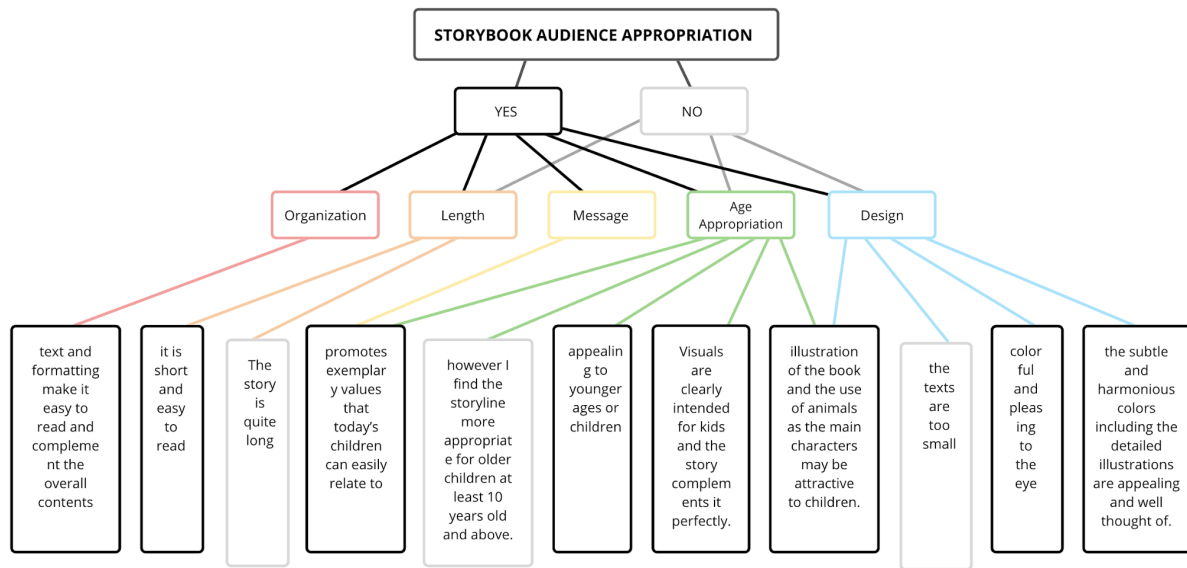 STORYBOOK AUDIENCE APPROPRIATION
YES
NO
Organization
Length
Message
Age
Appropriation
Design
text and
formatting
make it
easy to
read and
compleme
nt the
overall
contents
it is
short
and
easy
to
read
The
story
is
quite
long
promotes
exemplar
y values
that
today's
children
can easily
relate to
however I
find the
storyline
more
appropriat
e for older
children at
least 10
years old
and above.
appealin
g to
younger
ages or
children
Visuals
are
clearly
intended
for kids
and the
story
complem
ents it
perfectly.
illustration
of the book
and the use
of animals
as the main
characters
may be
attractive
to children.
the
texts
are
too
small
color
ful
and
pleas
ing
to
the
eye
the subtle
and
harmonious
colors
including the
detailed
illustrations
are appealing
and well
thought of.